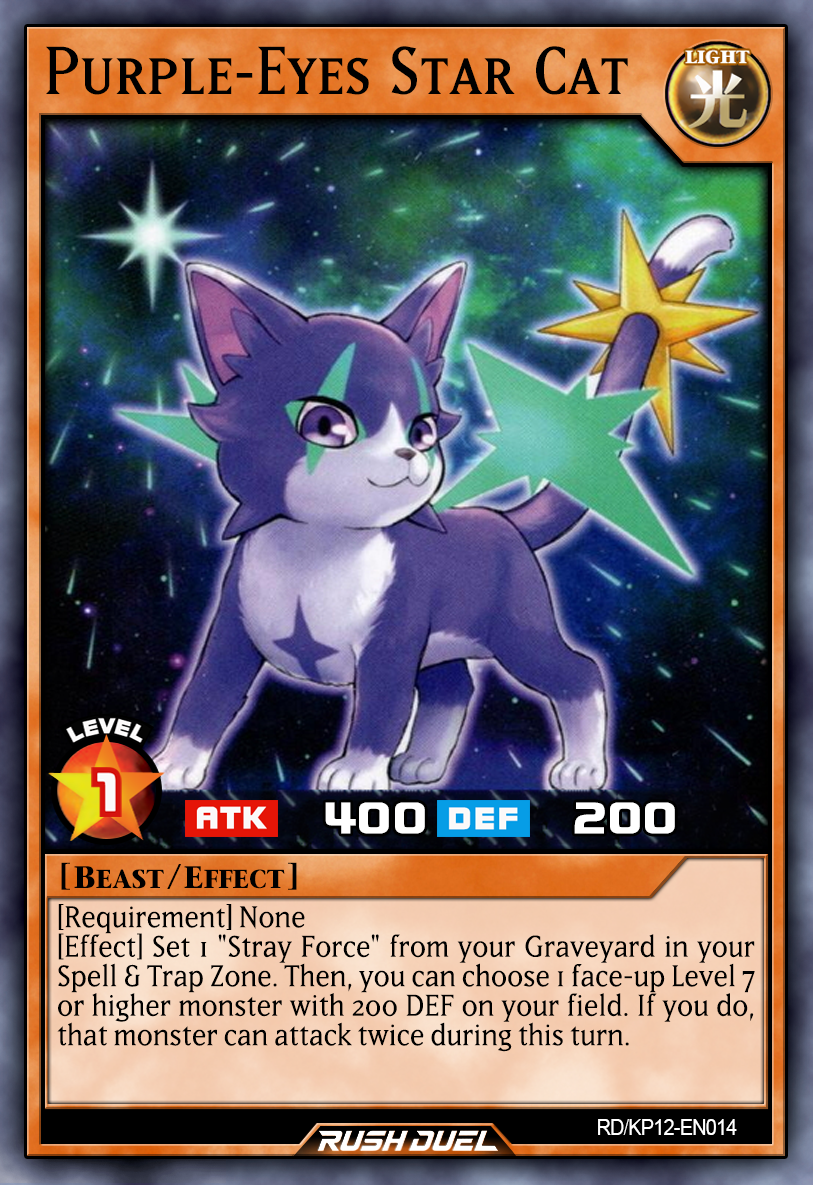 Purple-Eyes Star Cat
LIGHT
光
LEVEL
1
ATK 400 DEF 200
[Beast/Effect]
[Requirement] None
[Effect] Set 1 "Stray Force" from your Graveyard in your
Spell & Trap Zone. Then, you can choose 1 face-up Level 7
or higher monster with 200 DEF on your field. If you do,
that monster can attack twice during this turn.
RD/KP12-EN014
RUSH DUEL